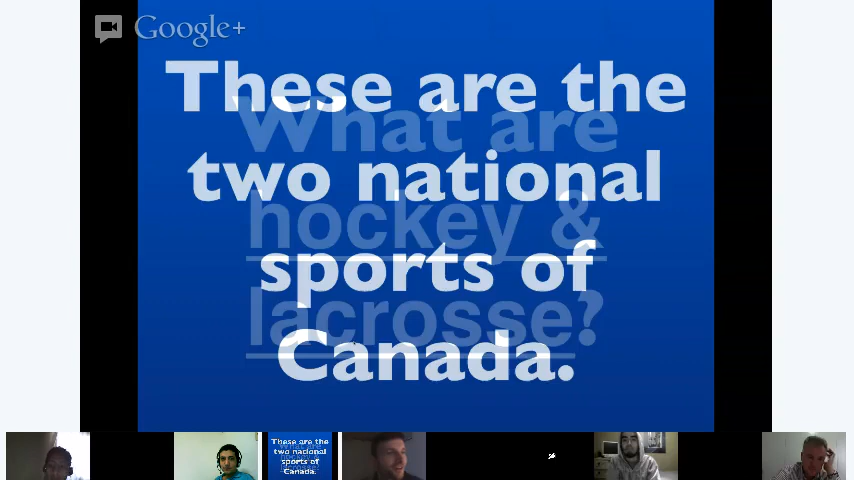 Google+
These are the
two national
sports of
Canada.
What are
hockey &
lacrosse?
These are the
two national
sports of
Canada.